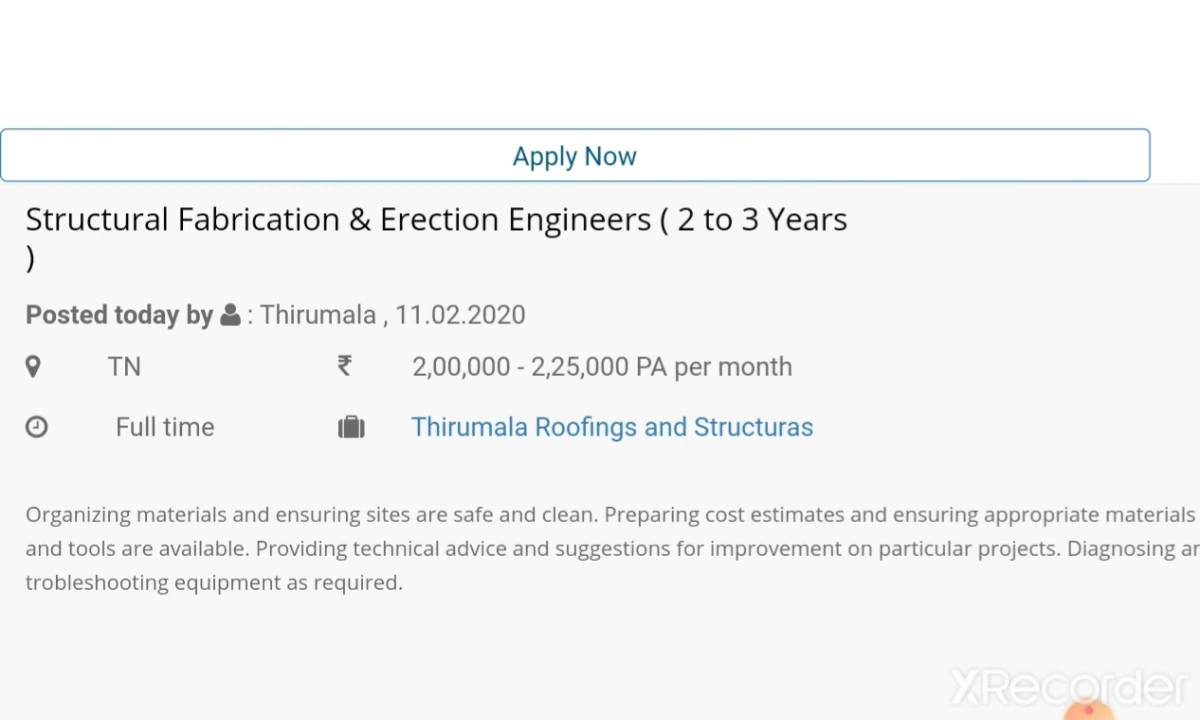 Apply Now
Structural Fabrication & Erection Engineers ( 2 to 3 Years
)
Posted today by : Thirumala , 11.02.2020
TN ₹ 2,00,000 - 2,25,000 PA per month
Full time Thirumala Roofings and Structuras
Organizing materials and ensuring sites are safe and clean. Preparing cost estimates and ensuring appropriate materials
and tools are available. Providing technical advice and suggestions for improvement on particular projects. Diagnosing
trobleshooting equipment as required.
XRecorder